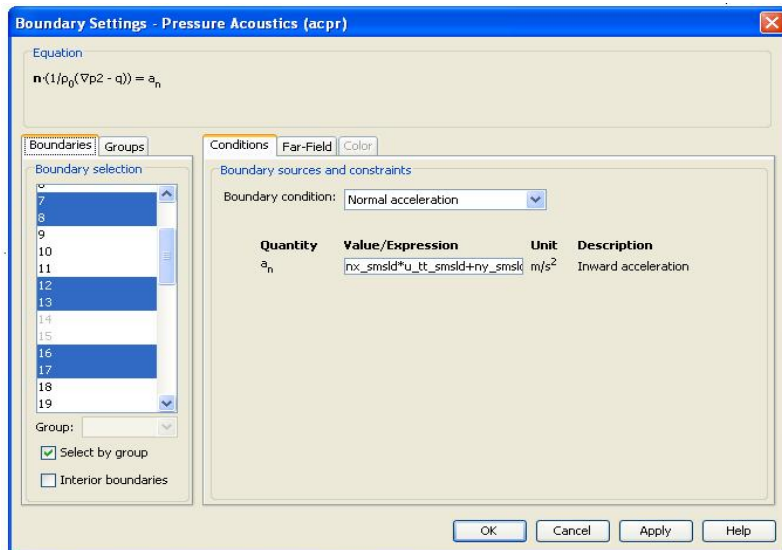 Boundary Settings - Pressure Acoustics (acpr)
Equation
n·(1/ρ₀(∇p2 - q)) = aₙ
Boundaries Groups
Boundary selection
7
8
9
10
11
12
13
14
15
16
17
18
19
Group:
Select by group
Interior boundaries
Conditions Far-Field Color
Boundary sources and constraints
Boundary condition: Normal acceleration
Quantity Value/Expression Unit Description
aₙ nx_smsld*u_tt_smsld+ny_smsld m/s² Inward acceleration
OK Cancel Apply Help